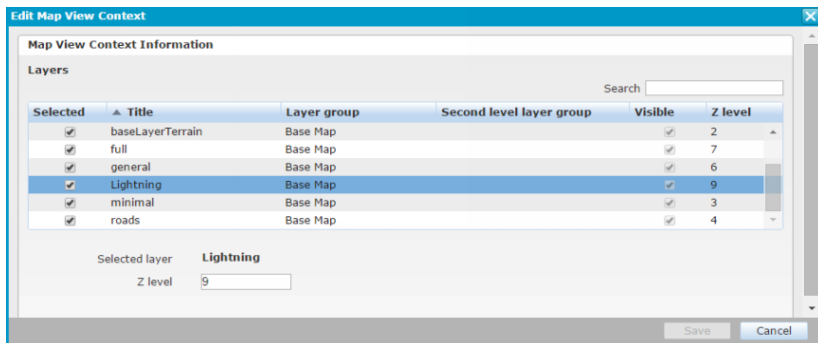 Edit Map View Context
Map View Context Information
Layers
Search
Selected Title Layer group Second level layer group Visible Z level
baseLayerTerrain Base Map 2
full Base Map 7
general Base Map 6
Lightning Base Map 9
minimal Base Map 3
roads Base Map 4
Selected layer Lightning
Z level 9
Save Cancel